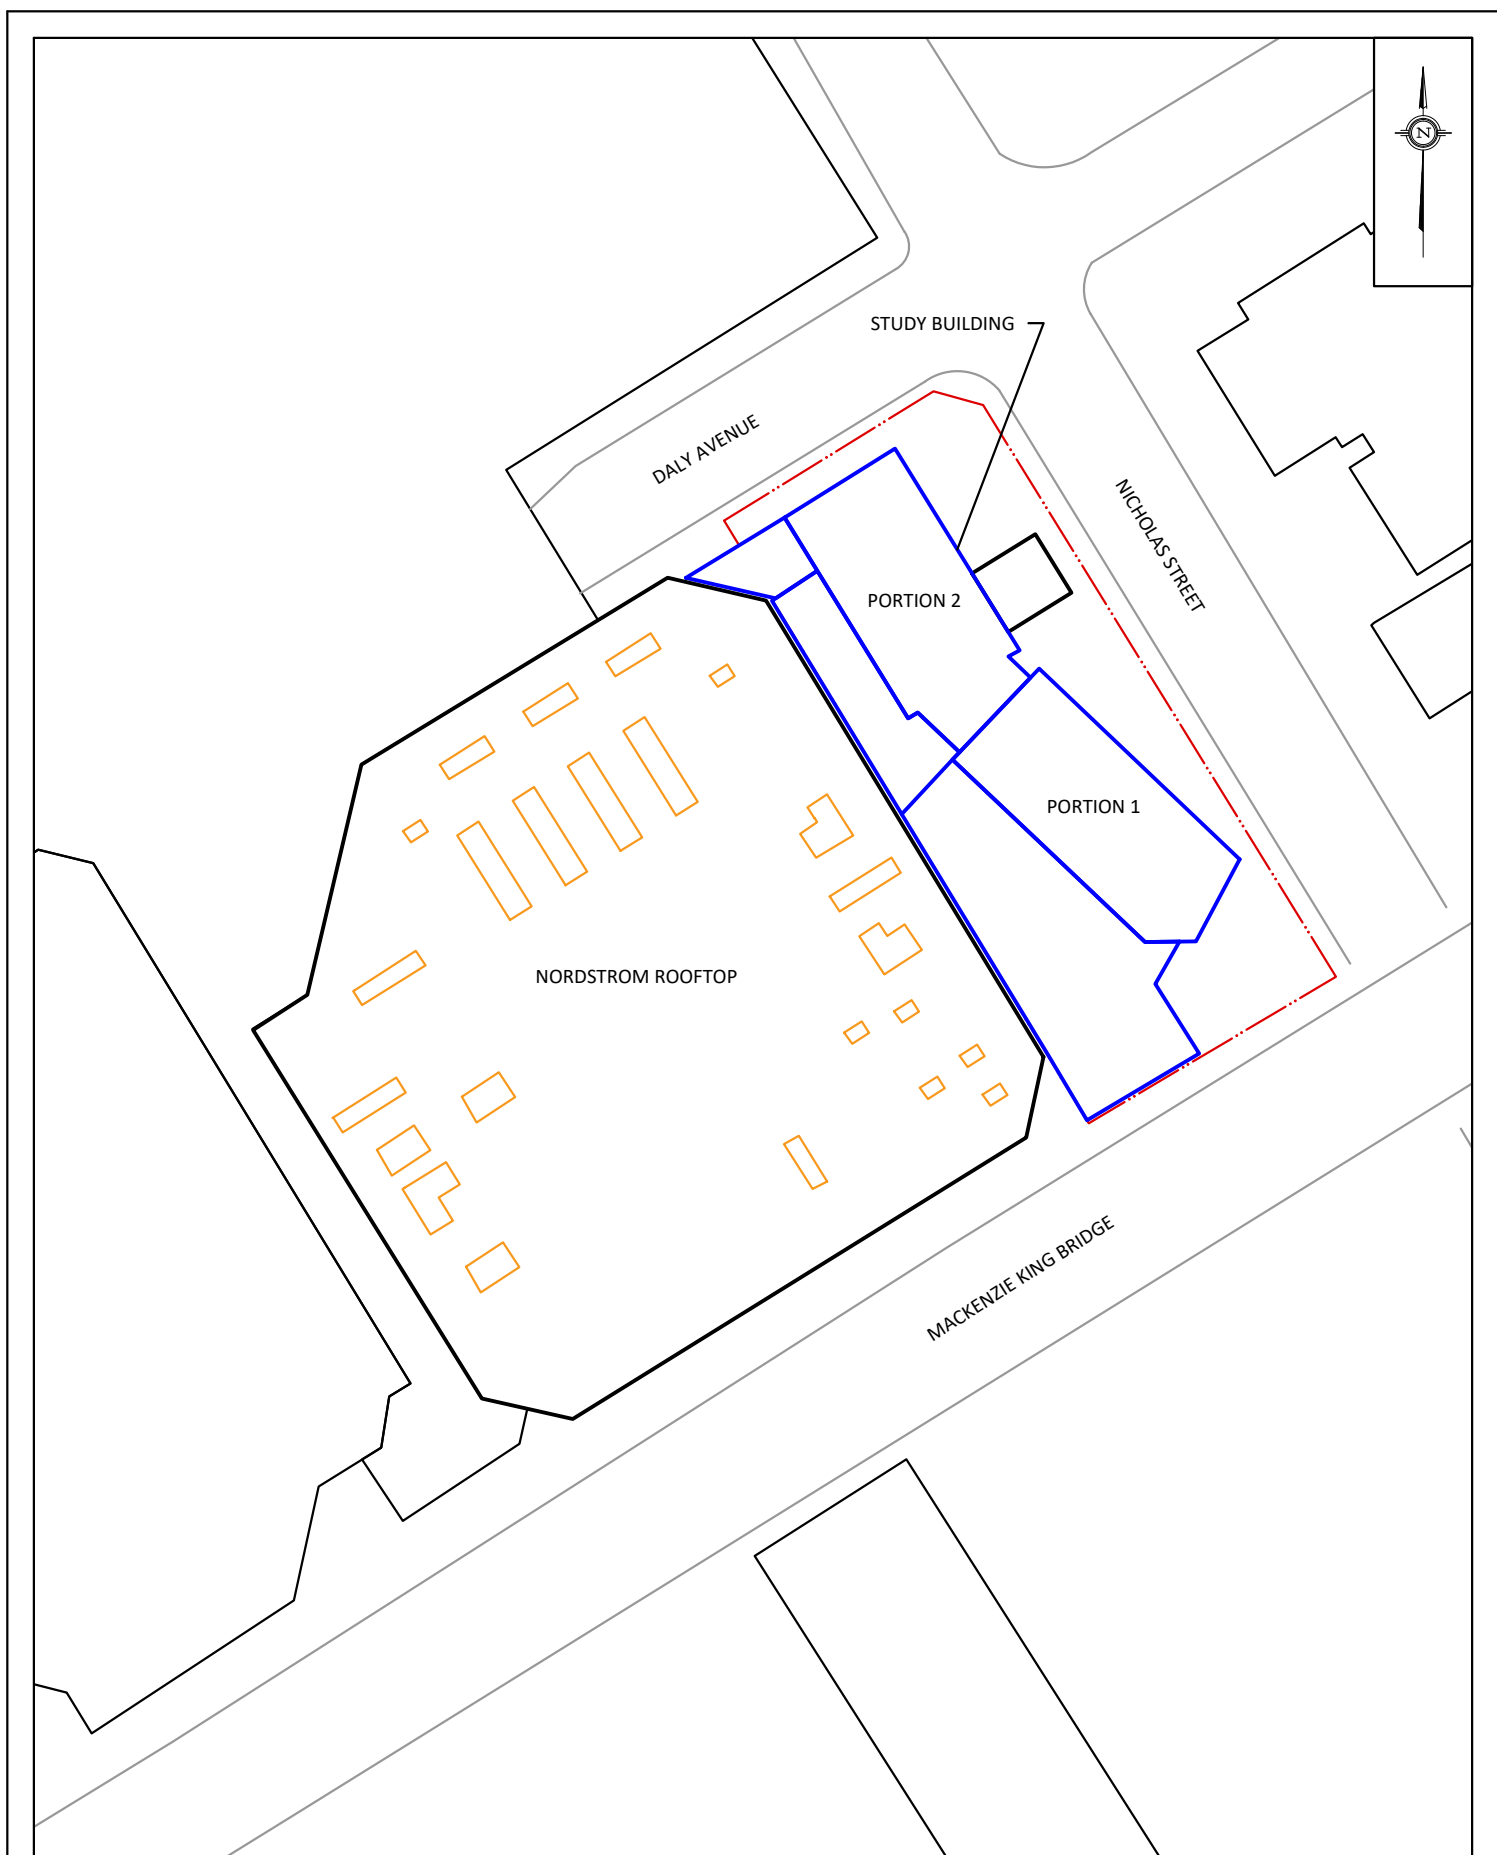 N
STUDY BUILDING
DALY AVENUE
NICHOLAS STREET
PORTION 2
PORTION 1
NORDSTROM ROOFTOP
MACKENZIE KING BRIDGE